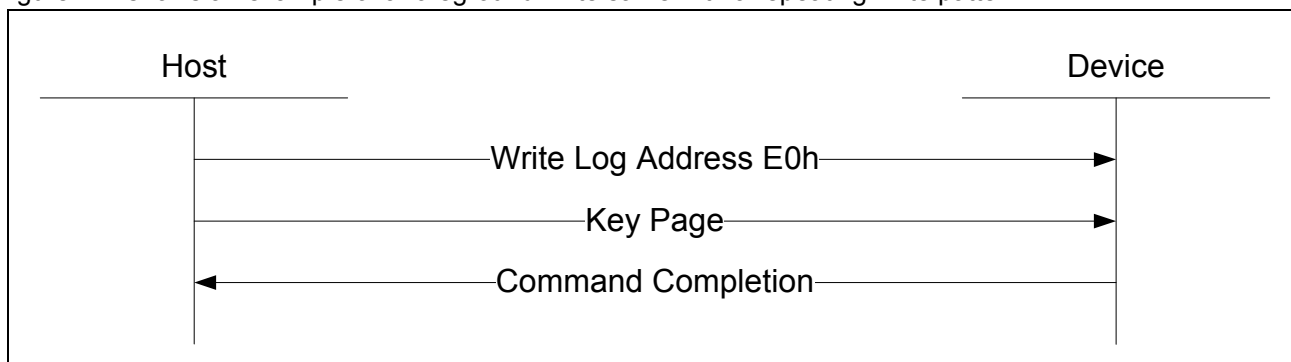 Host
Device
Write Log Address E0h
Key Page
Command Completion